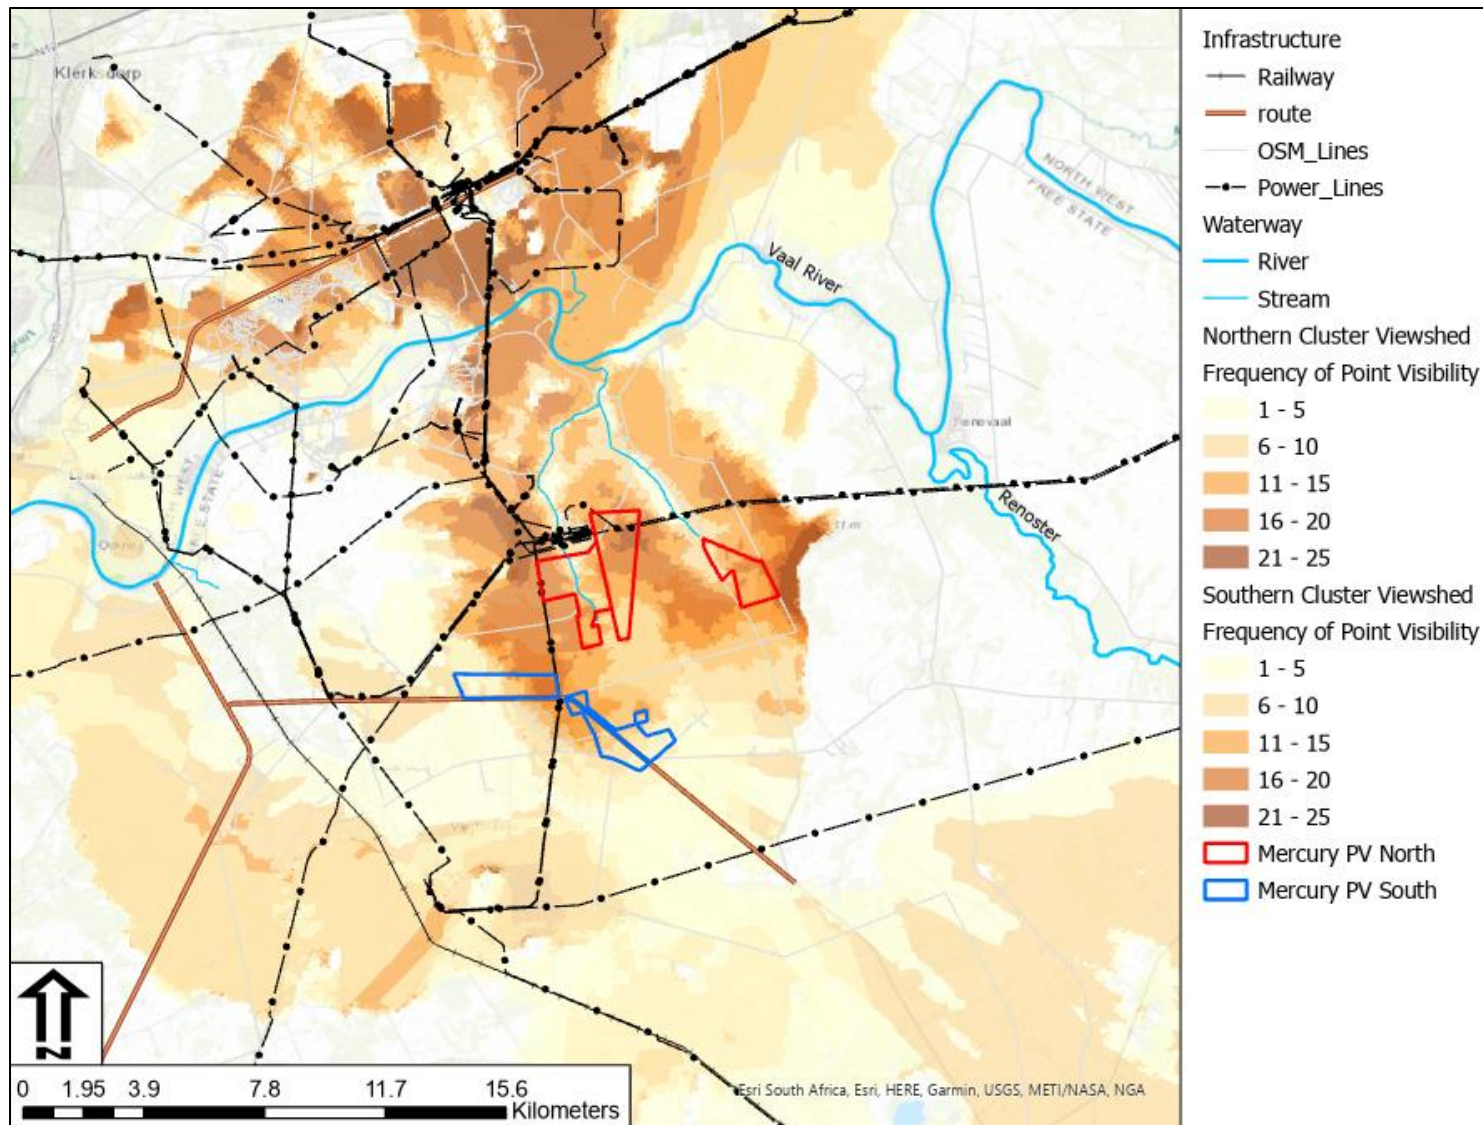 Klerksdorp
NORTH WEST
FREE STATE
Vaal River
Renoster
N
0 1.95 3.9 7.8 11.7 15.6
Kilometers
Esri South Africa, Esri, HERE, Garmin, USGS, METI/NASA, NGA
Infrastructure
Railway
route
OSM_Lines
Power_Lines
Waterway
River
Stream
Northern Cluster Viewshed
Frequency of Point Visibility
1 - 5
6 - 10
11 - 15
16 - 20
21 - 25
Southern Cluster Viewshed
Frequency of Point Visibility
1 - 5
6 - 10
11 - 15
16 - 20
21 - 25
Mercury PV North
Mercury PV South